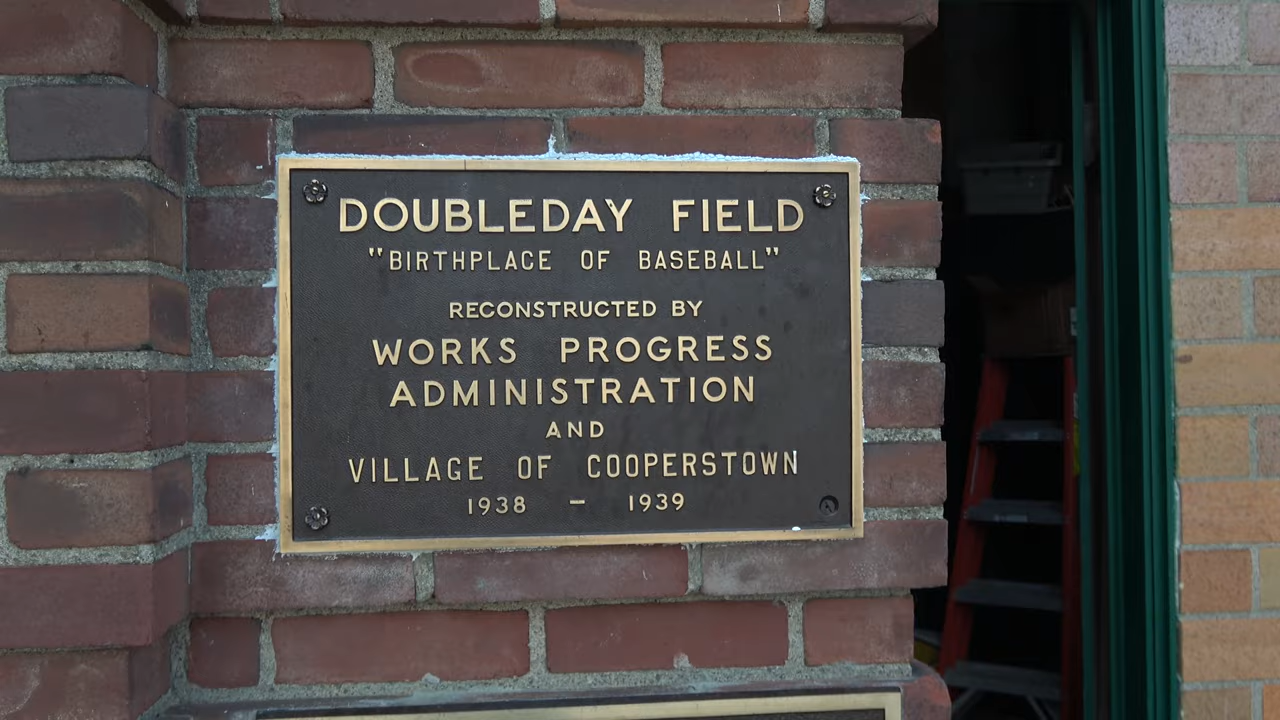 DOUBLEDAY FIELD
"BIRTHPLACE OF BASEBALL"
RECONSTRUCTED BY
WORKS PROGRESS
ADMINISTRATION
AND
VILLAGE OF COOPERSTOWN
1938 – 1939